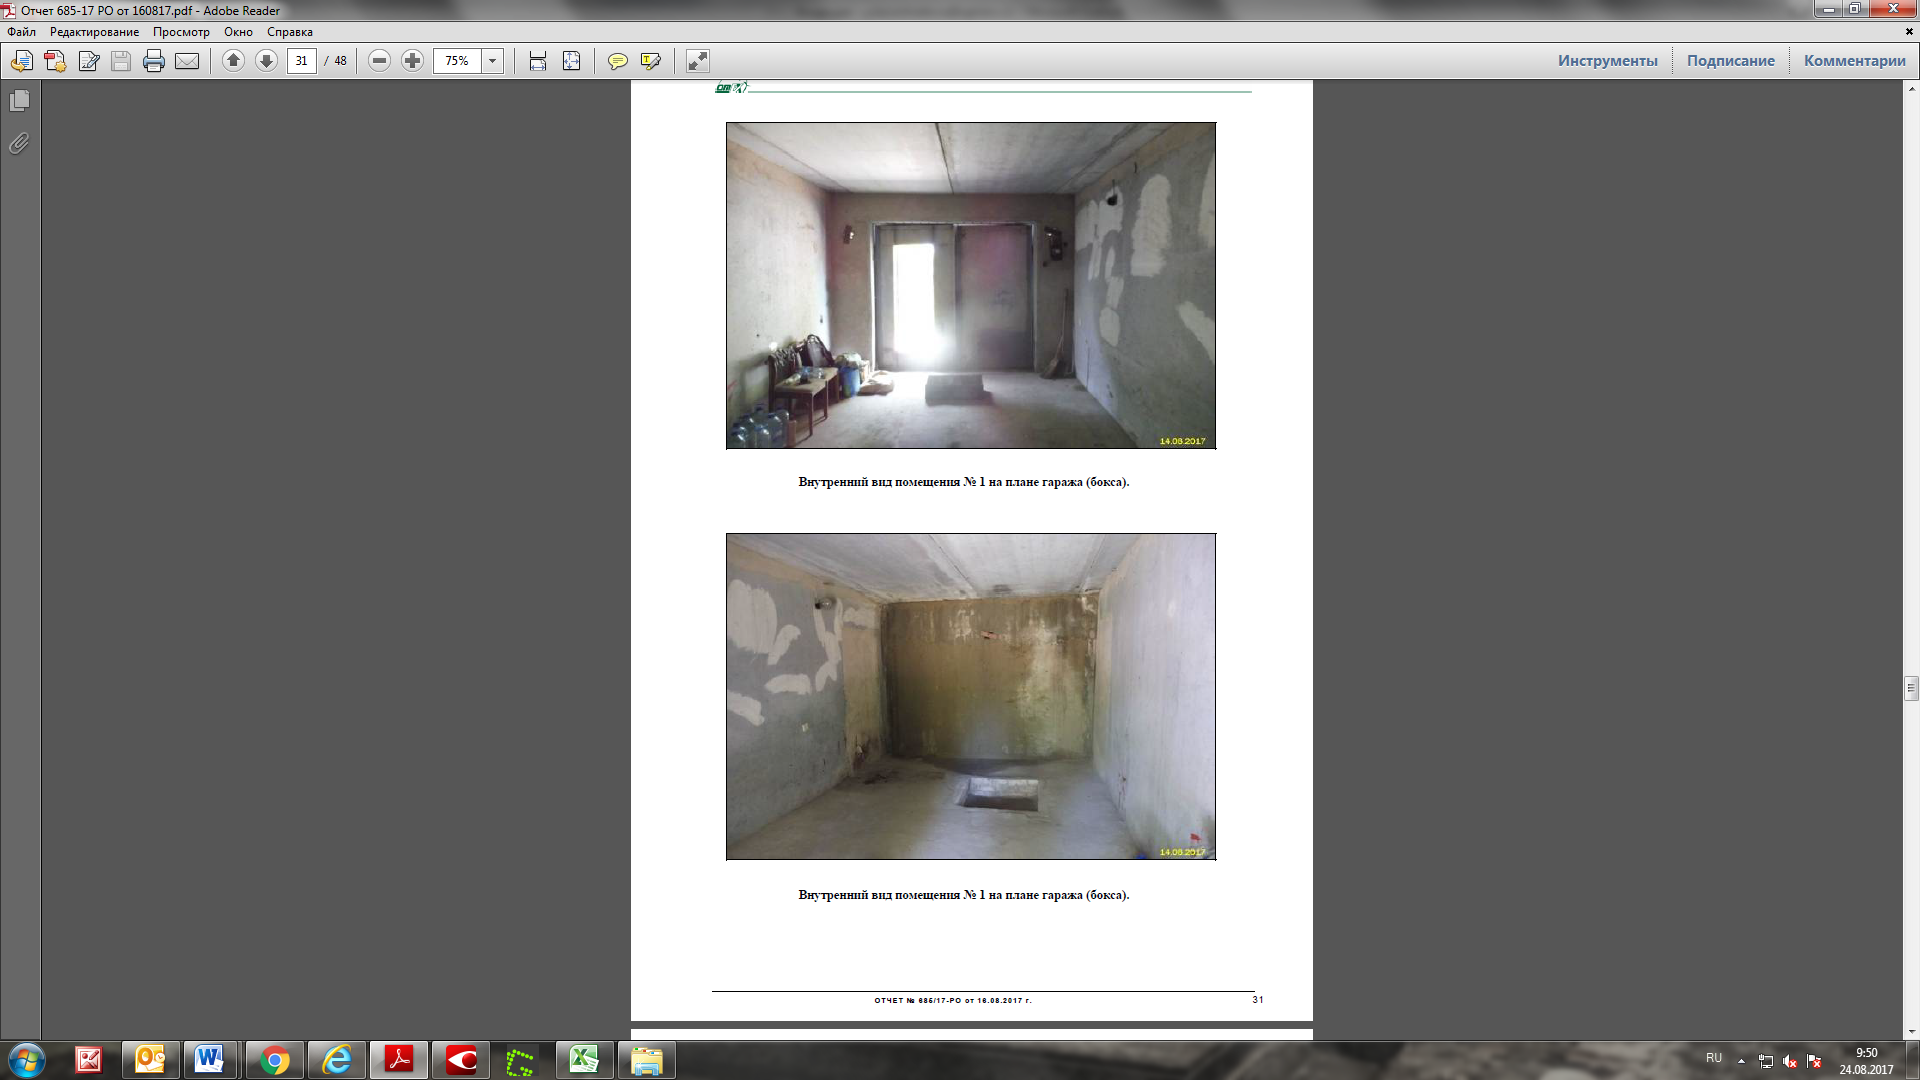 Отчет 685-17 РО от 160817.pdf - Adobe Reader
Файл Редактирование Просмотр Окно Справка
31 / 48 75% Инструменты Подписание Комментарии
14.08.2017
Внутренний вид помещения № 1 на плане гаража (бокса).
14.08.2017
Внутренний вид помещения № 1 на плане гаража (бокса).
ОТЧЕТ № 685/17-РО от 16.08.2017 г. 31
RU 9:50
24.08.2017